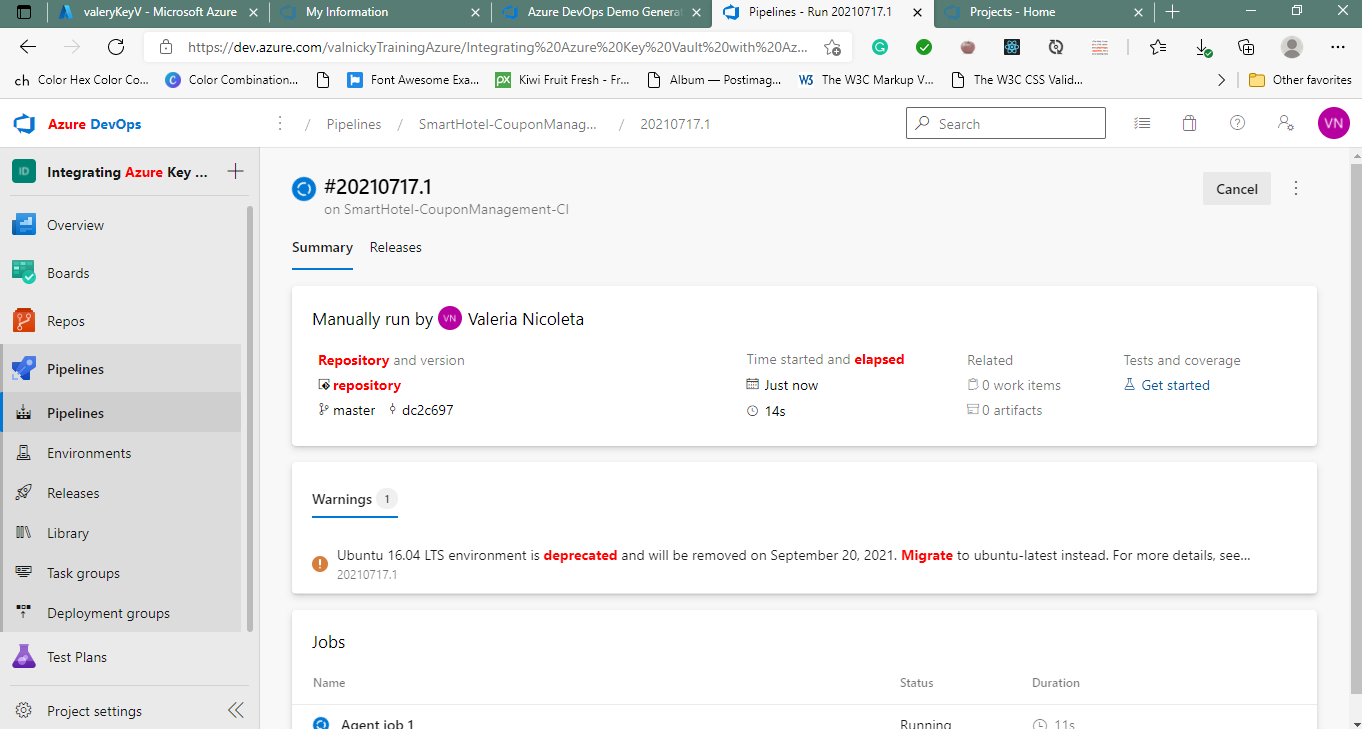 valeryKeyV - Microsoft Azure
My Information
Azure DevOps Demo Genera
Pipelines - Run 20210717.1
Projects - Home
https://dev.azure.com/valnickyTrainingAzure/Integrating%20Azure%20Key%20Vault%20with%20Az...
ch Color Hex Color Co...
C Color Combination...
Font Awesome Exa...
px Kiwi Fruit Fresh - Fr...
Album — Postimag...
W3 The W3C Markup V...
The W3C CSS Valid...
Other favorites
Azure DevOps
/ Pipelines / SmartHotel-CouponManag... / 20210717.1
Search
VN
ID Integrating Azure Key ...
Overview
Boards
Repos
Pipelines
Pipelines
Environments
Releases
Library
Task groups
Deployment groups
Test Plans
Project settings
#20210717.1
on SmartHotel-CouponManagement-CI
Cancel
Summary Releases
Manually run by VN Valeria Nicoleta
Repository and version
repository
master dc2c697
Time started and elapsed
Just now
14s
Related
0 work items
0 artifacts
Tests and coverage
Get started
Warnings 1
Ubuntu 16.04 LTS environment is deprecated and will be removed on September 20, 2021. Migrate to ubuntu-latest instead. For more details, see...
20210717.1
Jobs
Name Status Duration
Agent job 1 Running 11s